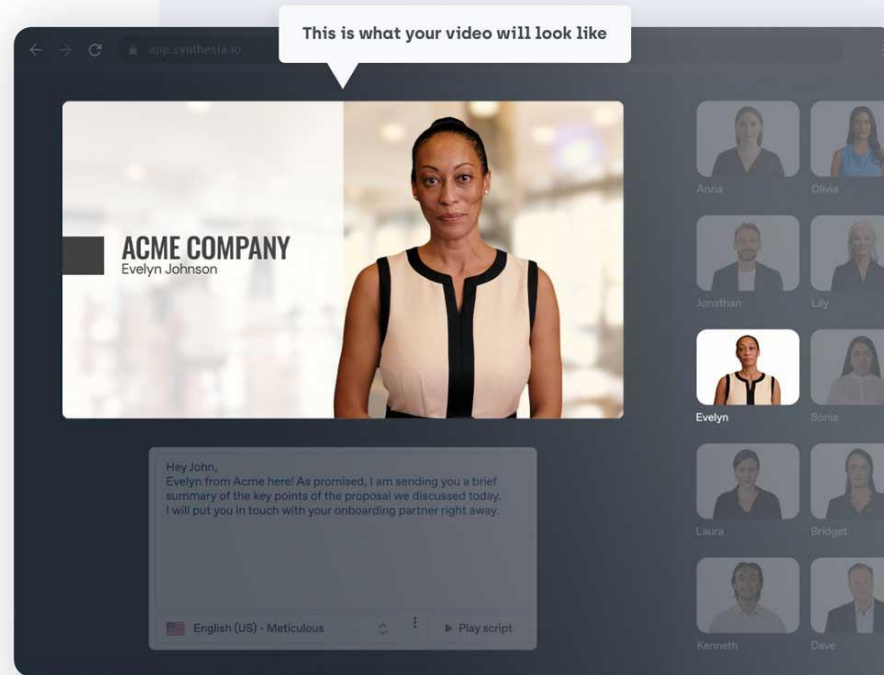 This is what your video will look like
app.synthesia.io
ACME COMPANY
Evelyn Johnson
Anna
Olivia
Jonathan
Lily
Evelyn
Sonia
Hey John,
Evelyn from Acme here! As promised, I am sending you a brief
summary of the key points of the proposal we discussed today.
I will put you in touch with your onboarding partner right away.
Laura
Bridget
English (US) - Meticulous
Play script
Kenneth
Dave